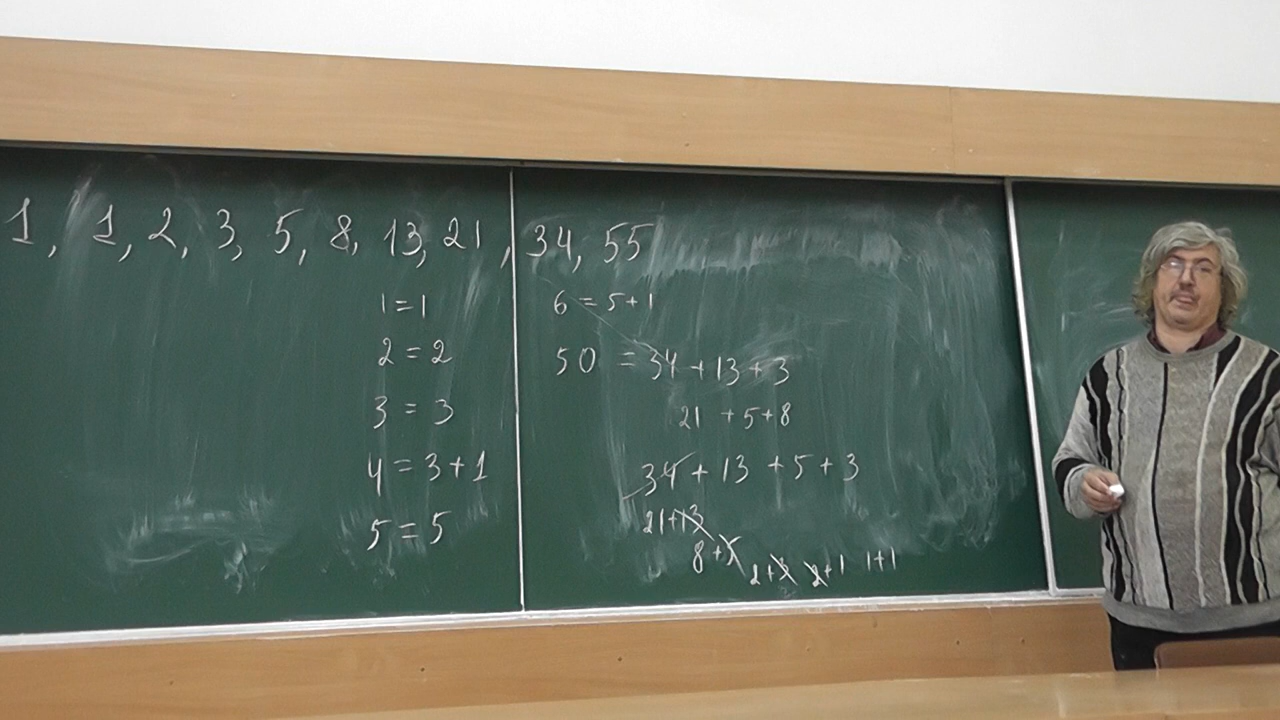 1, 1, 2, 3, 5, 8, 13, 21, 34, 55
1 = 1
2 = 2
3 = 3
4 = 3 + 1
5 = 5
6 = 5 + 1
50 = 34 + 13 + 3
21 + 5 + 8
34 + 13 + 5 + 3
21 + 13
8 + 5
2 + 3 2 + 1 1 + 1